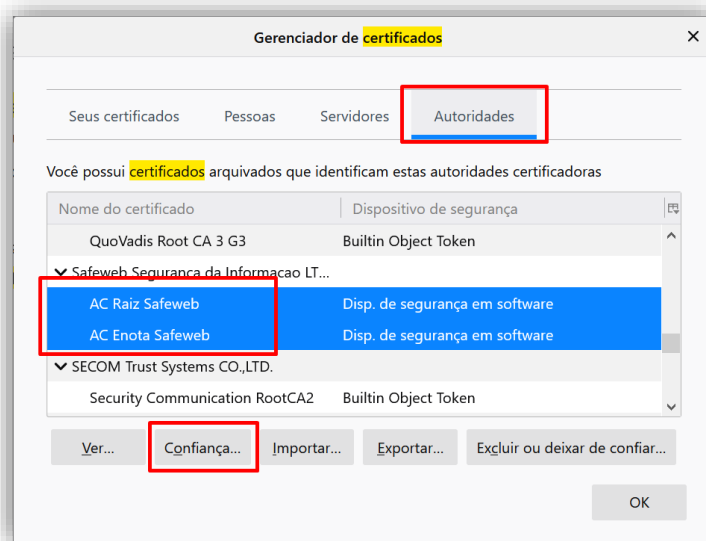 Gerenciador de certificados
Seus certificados Pessoas Servidores Autoridades
Você possui certificados arquivados que identificam estas autoridades certificadoras
Nome do certificado Dispositivo de segurança
QuoVadis Root CA 3 G3 Builtin Object Token
Safeweb Seguranca da Informacao LT...
AC Raiz Safeweb Disp. de segurança em software
AC Enota Safeweb Disp. de segurança em software
SECOM Trust Systems CO.,LTD.
Security Communication RootCA2 Builtin Object Token
Ver... Confiança... Importar... Exportar... Excluir ou deixar de confiar...
OK